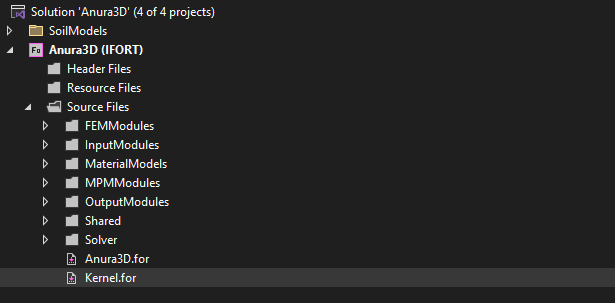 Solution 'Anura3D' (4 of 4 projects)
SoilModels
Fo Anura3D (IFORT)
Header Files
Resource Files
Source Files
FEMModules
InputModules
MaterialModels
MPMModules
OutputModules
Shared
Solver
Anura3D.for
Kernel.for